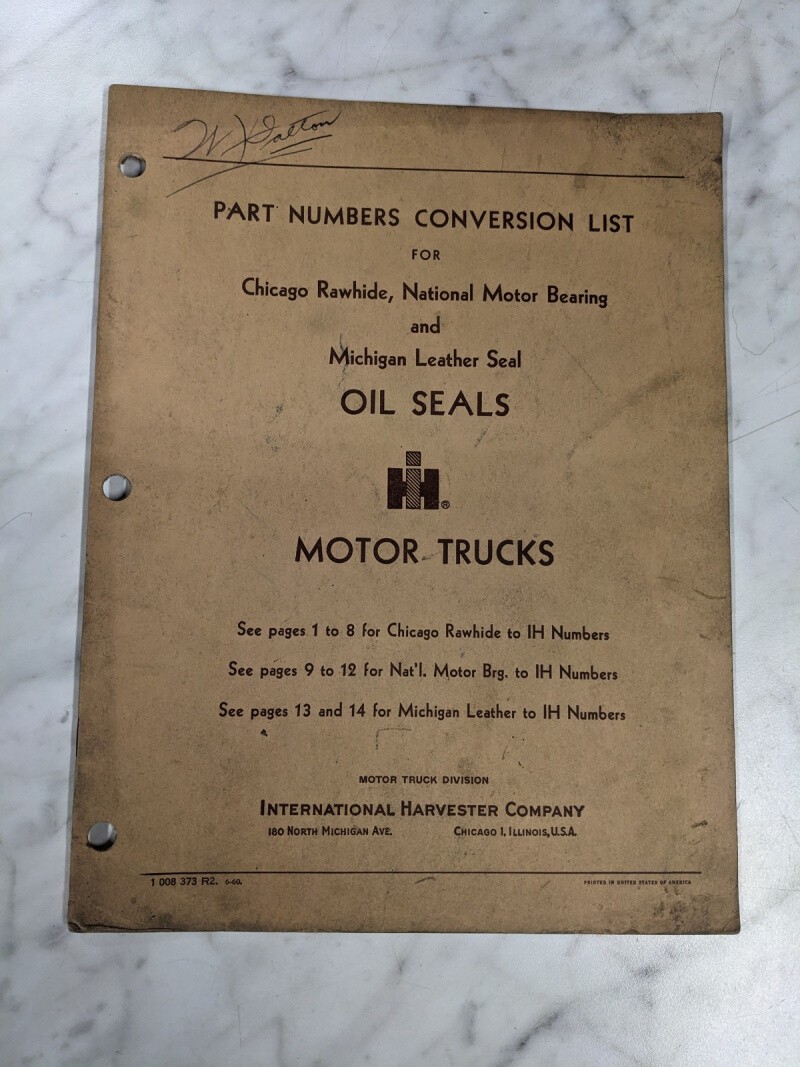 PART NUMBERS CONVERSION LIST
FOR
Chicago Rawhide, National Motor Bearing
and
Michigan Leather Seal
OIL SEALS
IH®
MOTOR TRUCKS
See pages 1 to 8 for Chicago Rawhide to IH Numbers
See pages 9 to 12 for Nat'l. Motor Brg. to IH Numbers
See pages 13 and 14 for Michigan Leather to IH Numbers
MOTOR TRUCK DIVISION
INTERNATIONAL HARVESTER COMPANY
180 NORTH MICHIGAN AVE. CHICAGO 1, ILLINOIS, U.S.A.
1 008 373 R2. 6-60. PRINTED IN UNITED STATES OF AMERICA